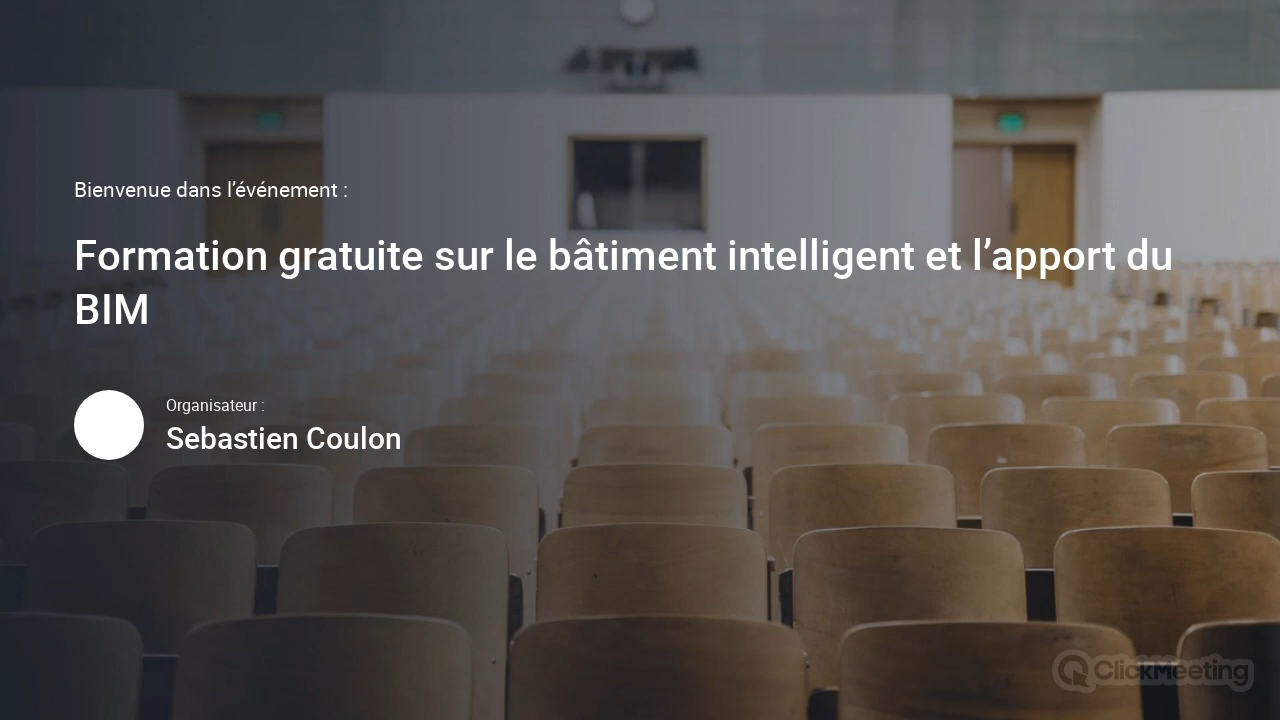 Bienvenue dans l’événement :
Formation gratuite sur le bâtiment intelligent et l’apport du
BIM
Organisateur :
Sebastien Coulon
ClickMeeting